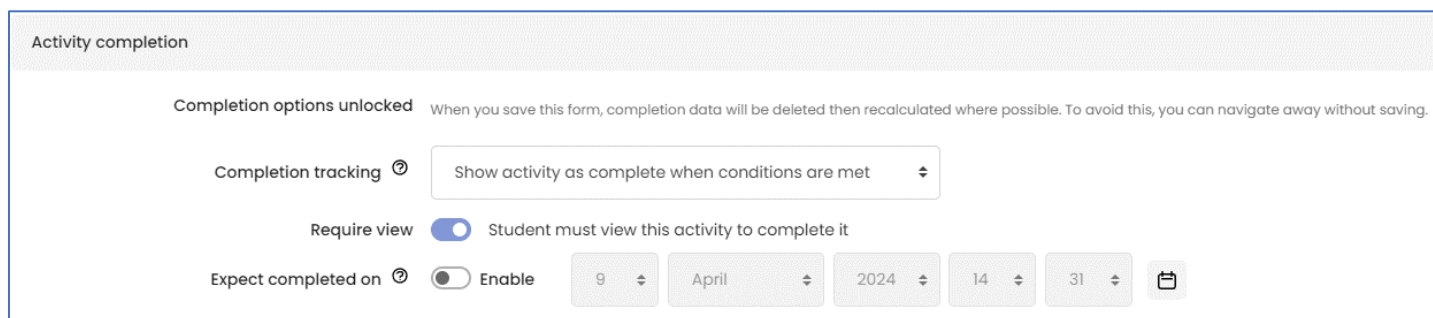 Activity completion
Completion options unlocked When you save this form, completion data will be deleted then recalculated where possible. To avoid this, you can navigate away without saving.
Completion tracking Show activity as complete when conditions are met
Require view Student must view this activity to complete it
Expect completed on Enable 9 April 2024 14 31